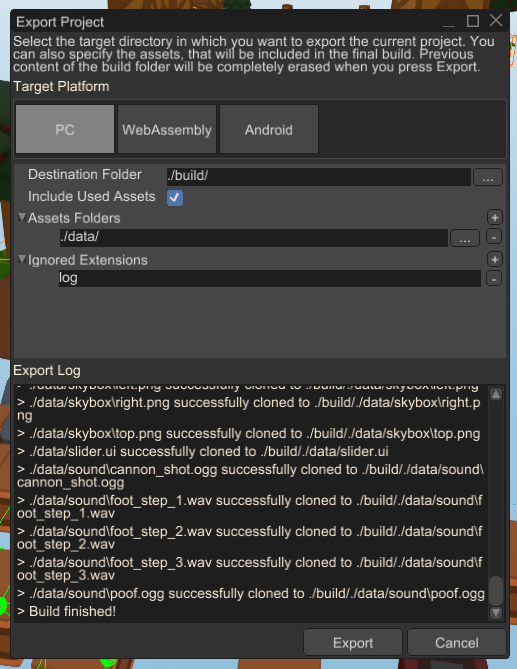 Export Project
Select the target directory in which you want to export the current project. You
can also specify the assets, that will be included in the final build. Previous
content of the build folder will be completely erased when you press Export.
Target Platform
PC
WebAssembly
Android
Destination Folder
./build/
...
Include Used Assets
Assets Folders
+
./data/
...
-
Ignored Extensions
+
log
-
Export Log
> ./data/skybox\left.png successfully cloned to ./build/./data/skybox\left.png
> ./data/skybox\right.png successfully cloned to ./build/./data/skybox\right.p
ng
> ./data/skybox\top.png successfully cloned to ./build/./data/skybox\top.png
> ./data/slider.ui successfully cloned to ./build/./data/slider.ui
> ./data/sound\cannon_shot.ogg successfully cloned to ./build/./data/sound\
cannon_shot.ogg
> ./data/sound\foot_step_1.wav successfully cloned to ./build/./data/sound\f
oot_step_1.wav
> ./data/sound\foot_step_2.wav successfully cloned to ./build/./data/sound\f
oot_step_2.wav
> ./data/sound\foot_step_3.wav successfully cloned to ./build/./data/sound\f
oot_step_3.wav
> ./data/sound\poof.ogg successfully cloned to ./build/./data/sound\poof.ogg
> Build finished!
Export
Cancel